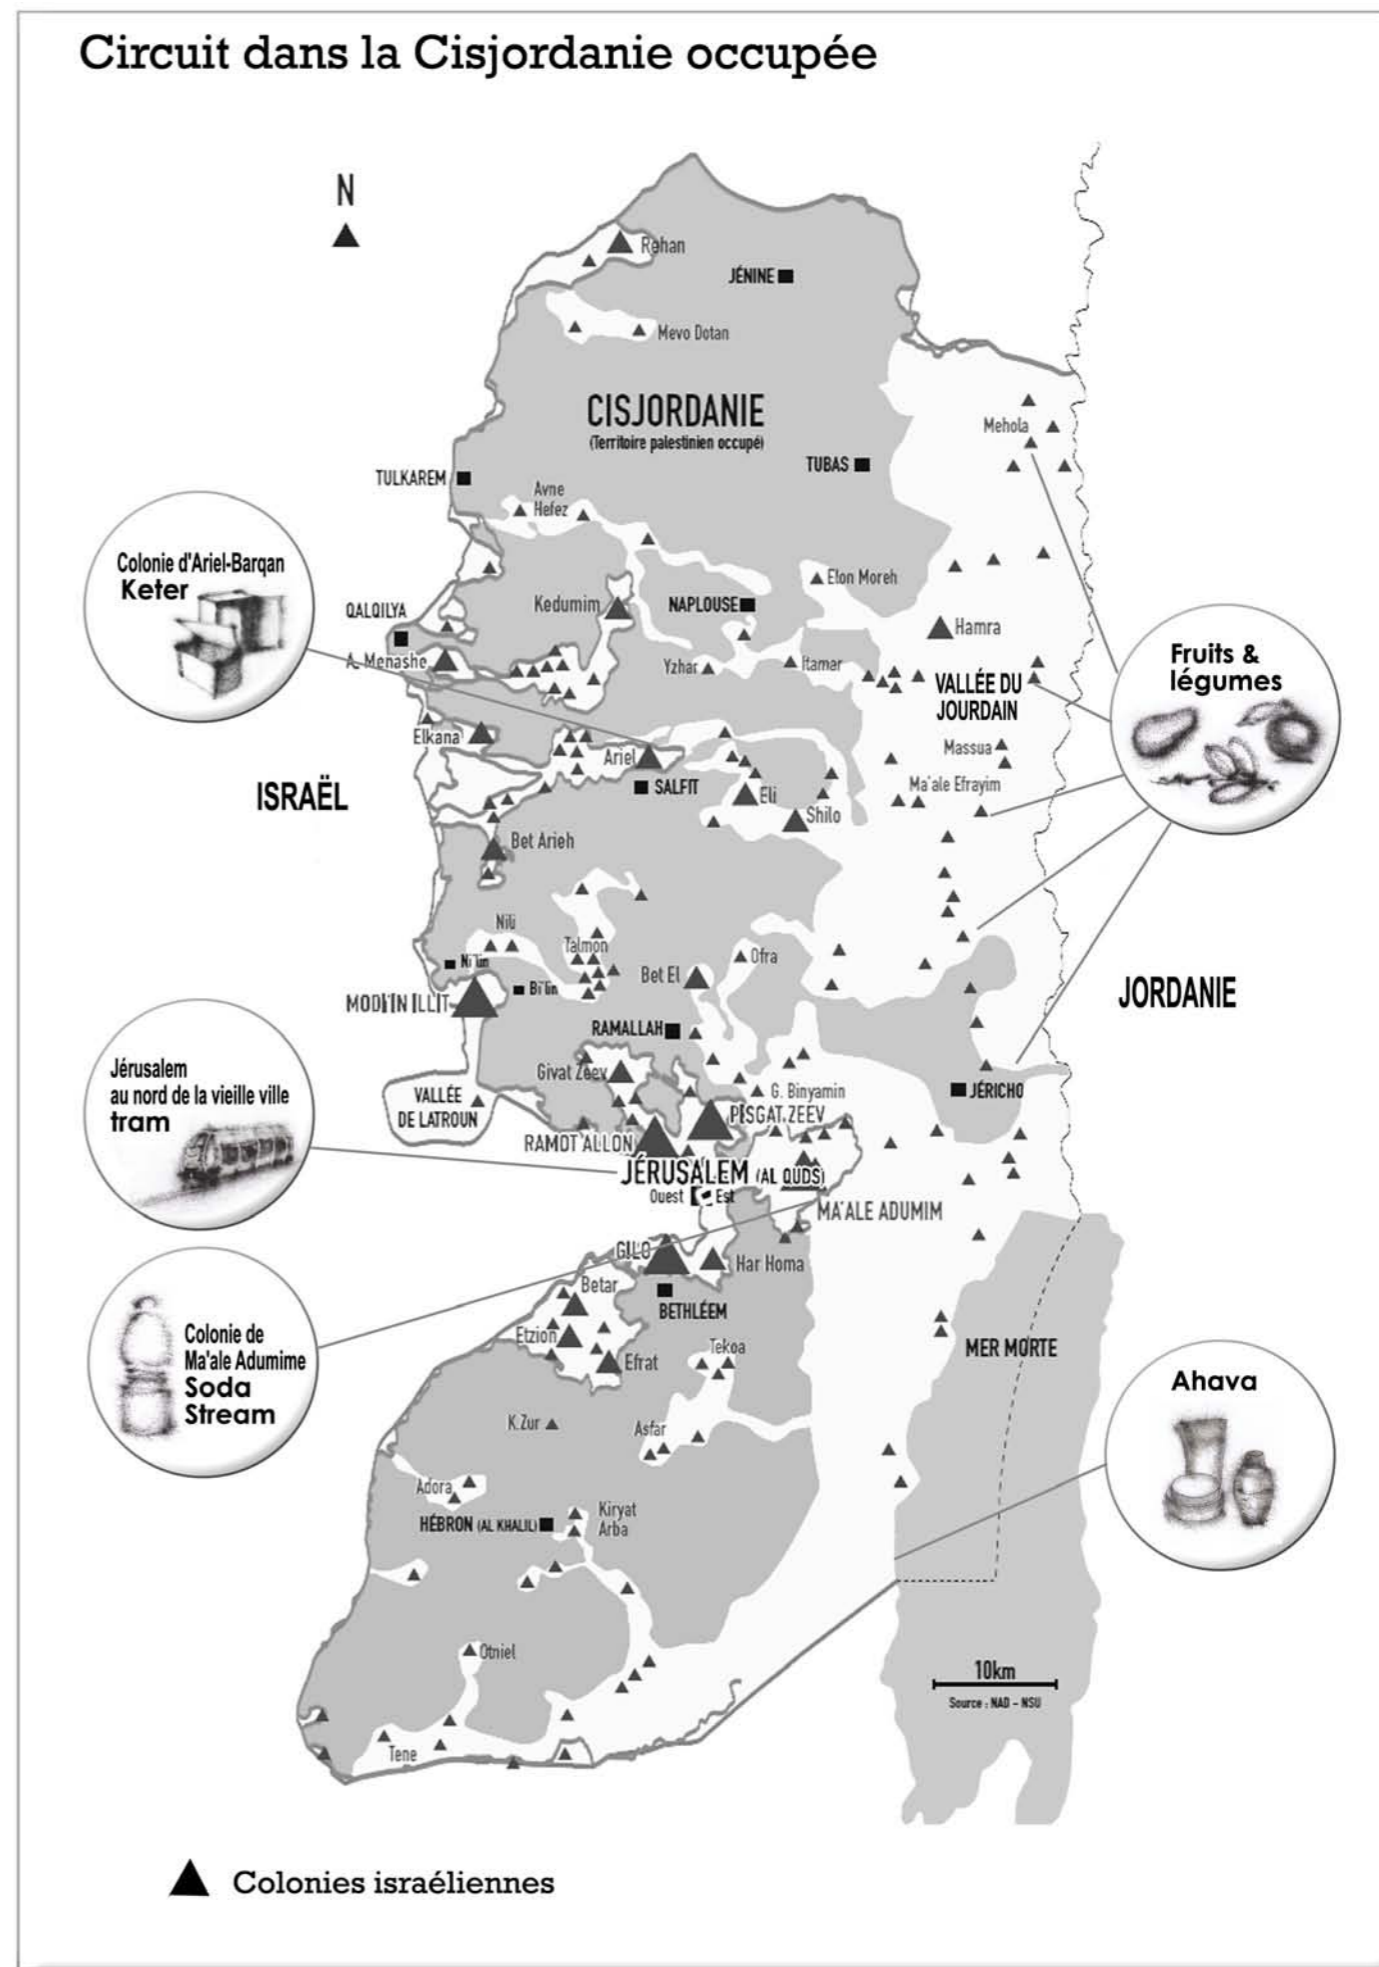 Circuit dans la Cisjordanie occupée
N
Rehan
JÉNINE
Mevo Dotan
CISJORDANIE
(Territoire palestinien occupé)
Mehola
TUBAS
TULKAREM
Avne
Hefez
Colonie d'Ariel-Barqan
Keter
Elon Moreh
QALQILYA
Kedumim
NAPLOUSE
Hamra
A. Menashe
Yzhar
Itamar
VALLÉE DU
JOURDAIN
Fruits &
légumes
Elkana
Ariel
Massua
ISRAËL
SALFIT
Eli
Ma'ale Efrayim
Shilo
Bet Arieh
Nili
Talmon
Ni'lin
Bet El
Ofra
Bi'lin
MODI'IN ILLIT
JORDANIE
RAMALLAH
Givat Zeev
G. Binyamin
JÉRICHO
VALLÉE
DE LATROUN
PISGAT ZEEV
RAMOT ALLON
Jérusalem
au nord de la vieille ville
tram
JÉRUSALEM (AL QUDS)
Ouest
Est
MA'ALE ADUMIM
GILO
Har Homa
Betar
BETHLÉEM
Etzion
Efrat
Tekoa
MER MORTE
Colonie de
Ma'ale Adumime
Soda
Stream
Ahava
K.Zur
Asfar
Adora
HÉBRON (AL KHALIL)
Kiryat
Arba
Otniel
10km
Source : NAD – NSU
Tene
Colonies israéliennes